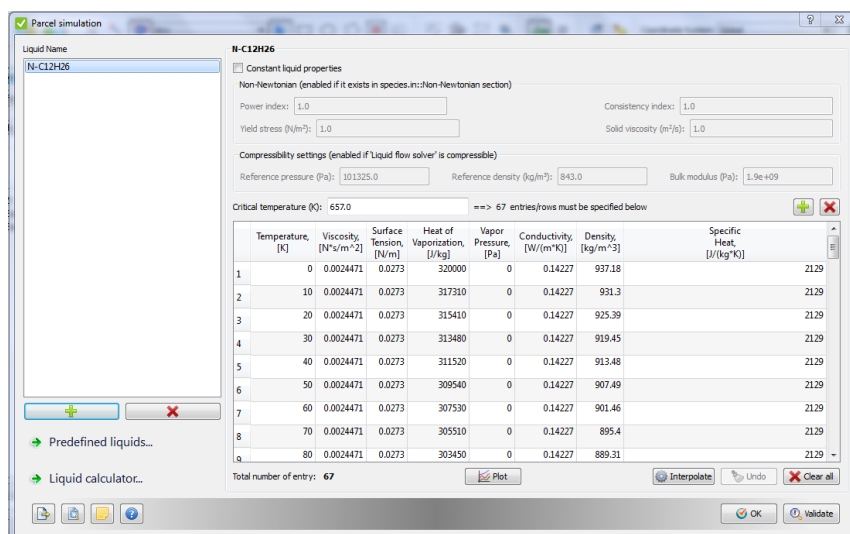 Parcel simulation
Liquid Name
N-C12H26
Predefined liquids...
Liquid calculator...
N-C12H26
Constant liquid properties
Non-Newtonian (enabled if it exists in species.in::Non-Newtonian section)
Power index: 1.0 Consistency index: 1.0
Yield stress (N/m²): 1.0 Solid viscosity (m²/s): 1.0
Compressibility settings (enabled if 'Liquid flow solver' is compressible)
Reference pressure (Pa): 101325.0 Reference density (kg/m³): 843.0 Bulk modulus (Pa): 1.9e+09
Critical temperature (K): 657.0 ==> 67 entries/rows must be specified below
Temperature, [K] Viscosity, [N*s/m^2] Surface Tension, [N/m] Heat of Vaporization, [J/kg] Vapor Pressure, [Pa] Conductivity, [W/(m*K)] Density, [kg/m^3] Specific Heat, [J/(kg*K)]
1 0 0.0024471 0.0273 320000 0 0.14227 937.18 2129
2 10 0.0024471 0.0273 317310 0 0.14227 931.3 2129
3 20 0.0024471 0.0273 315410 0 0.14227 925.39 2129
4 30 0.0024471 0.0273 313480 0 0.14227 919.45 2129
5 40 0.0024471 0.0273 311520 0 0.14227 913.48 2129
6 50 0.0024471 0.0273 309540 0 0.14227 907.49 2129
7 60 0.0024471 0.0273 307530 0 0.14227 901.46 2129
8 70 0.0024471 0.0273 305510 0 0.14227 895.4 2129
9 80 0.0024471 0.0273 303450 0 0.14227 889.31 2129
Total number of entry: 67 Plot Interpolate Undo Clear all
OK Validate